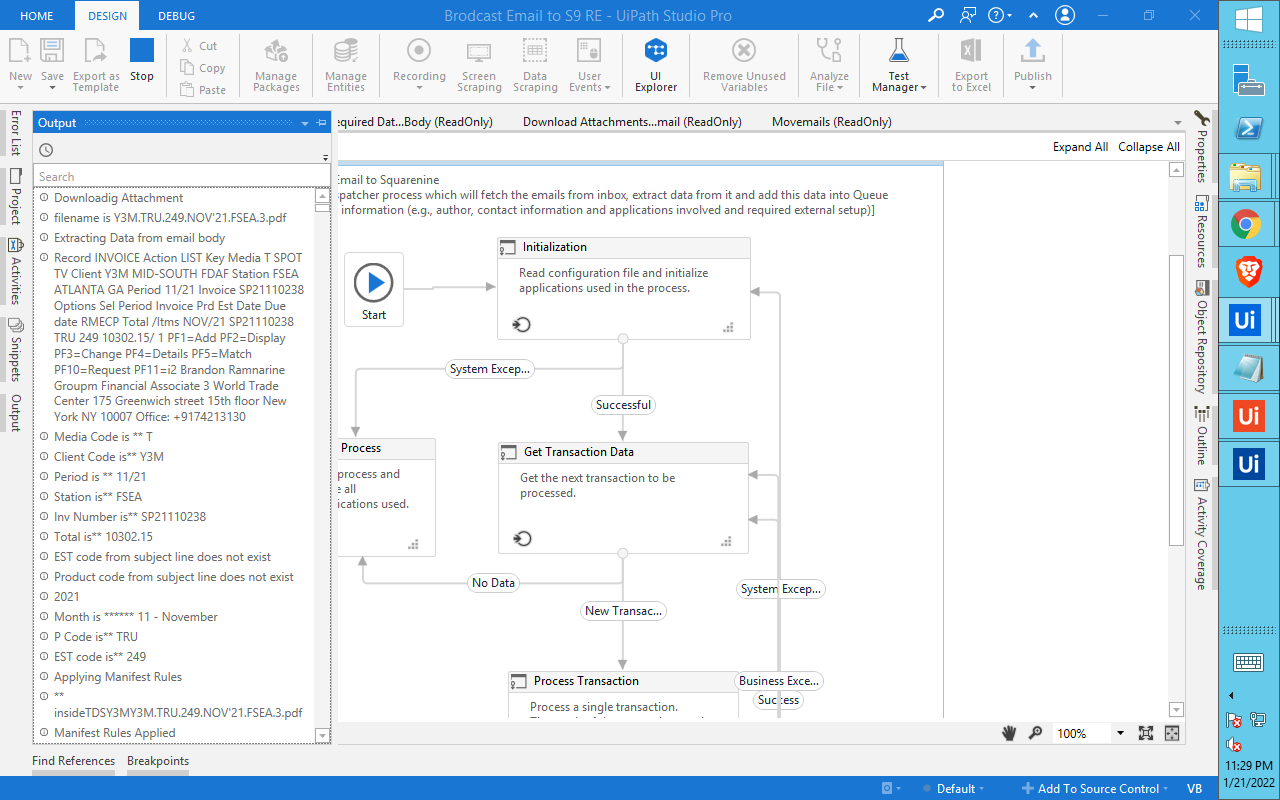 HOME
DESIGN
DEBUG
Brodcast Email to S9 RE - UiPath Studio Pro
New
Save
Export as
Template
Stop
Cut
Copy
Paste
Manage
Packages
Manage
Entities
Recording
Screen
Scraping
Data
Scraping
User
Events
UI
Explorer
Remove Unused
Variables
Analyze
File
Test
Manager
Export
to Excel
Publish
Error List
Project
Activities
Snippets
Output
Output
Search
Downloadig Attachment
filename is Y3M.TRU.249.NOV'21.FSEA.3.pdf
Extracting Data from email body
Record INVOICE Action LIST Key Media T SPOT
TV Client Y3M MID-SOUTH FDAF Station FSEA
ATLANTA GA Period 11/21 Invoice SP21110238
Options Sel Period Invoice Prd Est Date Due
date RMECP Total /Itms NOV/21 SP21110238
TRU 249 10302.15/ 1 PF1=Add PF2=Display
PF3=Change PF4=Details PF5=Match
PF10=Request PF11=i2 Brandon Ramnarine
Groupm Financial Associate 3 World Trade
Center 175 Greenwich street 15th floor New
York NY 10007 Office: +9174213130
Media Code is ** T
Client Code is** Y3M
Period is ** 11/21
Station is** FSEA
Inv Number is** SP21110238
Total is** 10302.15
EST code from subject line does not exist
Product code from subject line does not exist
2021
Month is ****** 11 - November
P Code is** TRU
EST code is** 249
Applying Manifest Rules
**
insideTDSY3MY3M.TRU.249.NOV'21.FSEA.3.pdf
Manifest Rules Applied
Find References
Breakpoints
equired Dat...Body (ReadOnly)
Download Attachments...mail (ReadOnly)
Movemails (ReadOnly)
Expand All
Collapse All
Email to Squarenine
patcher process which will fetch the emails from inbox, extract data from it and add this data into Queue
information (e.g., author, contact information and applications involved and required external setup)]
Start
Initialization
Read configuration file and initialize
applications used in the process.
System Excep...
Successful
Process
process and
e all
ications used.
Get Transaction Data
Get the next transaction to be
processed.
No Data
System Excep...
New Transac...
Process Transaction
Process a single transaction.
Business Exce...
Success
100%
Properties
Resources
Object Repository
Outline
Activity Coverage
Default
Add To Source Control
VB
Ui
Ui
Ui
11:29 PM
1/21/2022